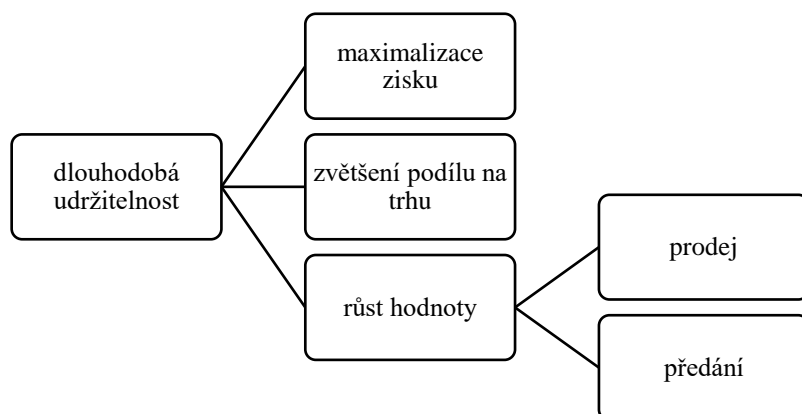 maximalizace
zisku
dlouhodobá
udržitelnost
zvětšení podílu na
trhu
růst hodnoty
prodej
předání